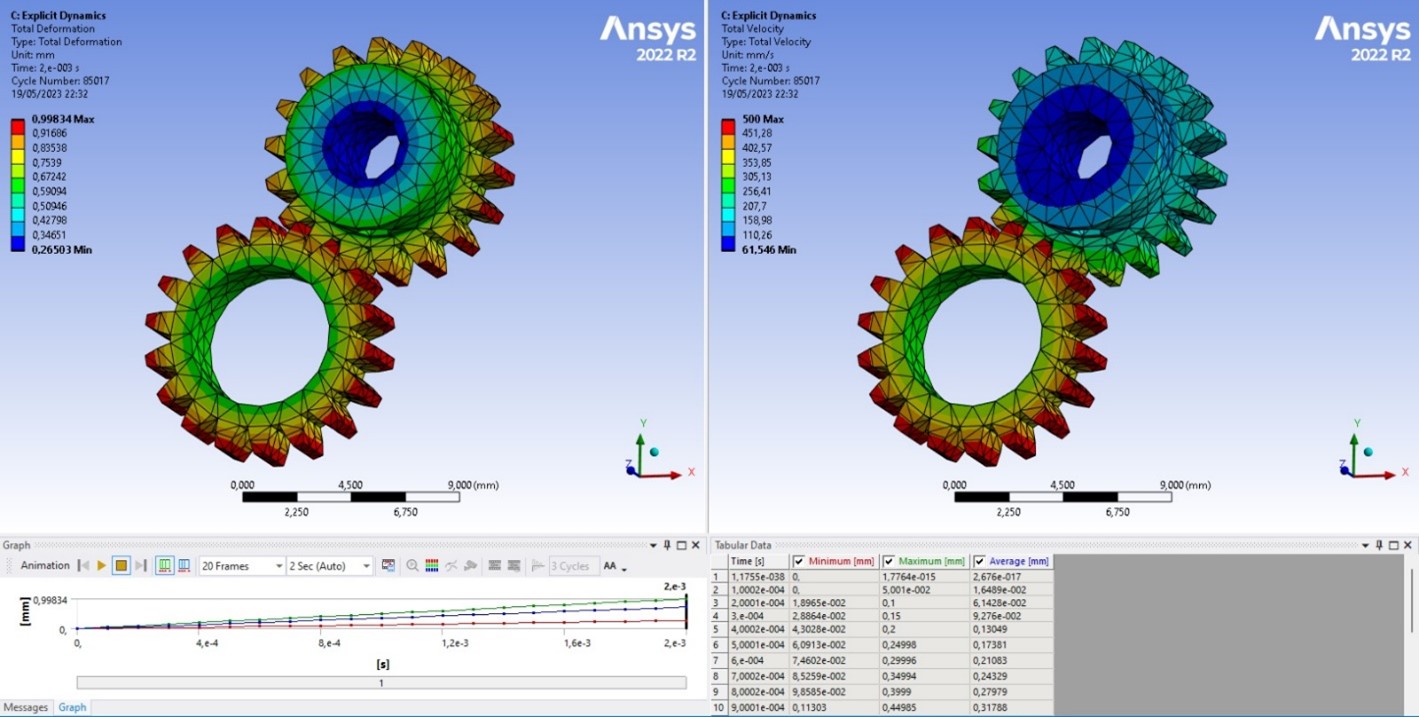 C: Explicit Dynamics
Total Deformation
Type: Total Deformation
Unit: mm
Time: 2,e-003 s
Cycle Number: 85017
19/05/2023 22:32
0,99834 Max
0,91686
0,83538
0,7539
0,67242
0,59094
0,50946
0,42798
0,34651
0,26503 Min
Ansys
2022 R2
Y
Z
X
0,000 4,500 9,000 (mm)
2,250 6,750
C: Explicit Dynamics
Total Velocity
Type: Total Velocity
Unit: mm/s
Time: 2,e-003 s
Cycle Number: 85017
19/05/2023 22:32
500 Max
451,28
402,57
353,85
305,13
256,41
207,7
158,98
110,26
61,546 Min
Ansys
2022 R2
Y
Z
X
0,000 4,500 9,000 (mm)
2,250 6,750
Graph
Animation 20 Frames 2 Sec (Auto) 3 Cycles AA
2,e-3
0,99834
[mm]
0,
0, 4,e-4 8,e-4 1,2e-3 1,6e-3 2,e-3
[s]
1
Messages Graph
Tabular Data
Time [s] Minimum [mm] Maximum [mm] Average [mm]
1 1,1755e-038 0, 1,7764e-015 2,676e-017
2 1,0002e-004 0, 5,001e-002 1,6489e-002
3 2,0001e-004 1,8965e-002 0,1 6,1428e-002
4 3,e-004 2,8864e-002 0,15 9,276e-002
5 4,0002e-004 4,3028e-002 0,2 0,13049
6 5,0001e-004 6,0913e-002 0,24998 0,17381
7 6,e-004 7,4602e-002 0,29996 0,21083
8 7,0002e-004 8,5259e-002 0,34994 0,24329
9 8,0002e-004 9,8585e-002 0,3999 0,27979
10 9,0001e-004 0,11303 0,44985 0,31788